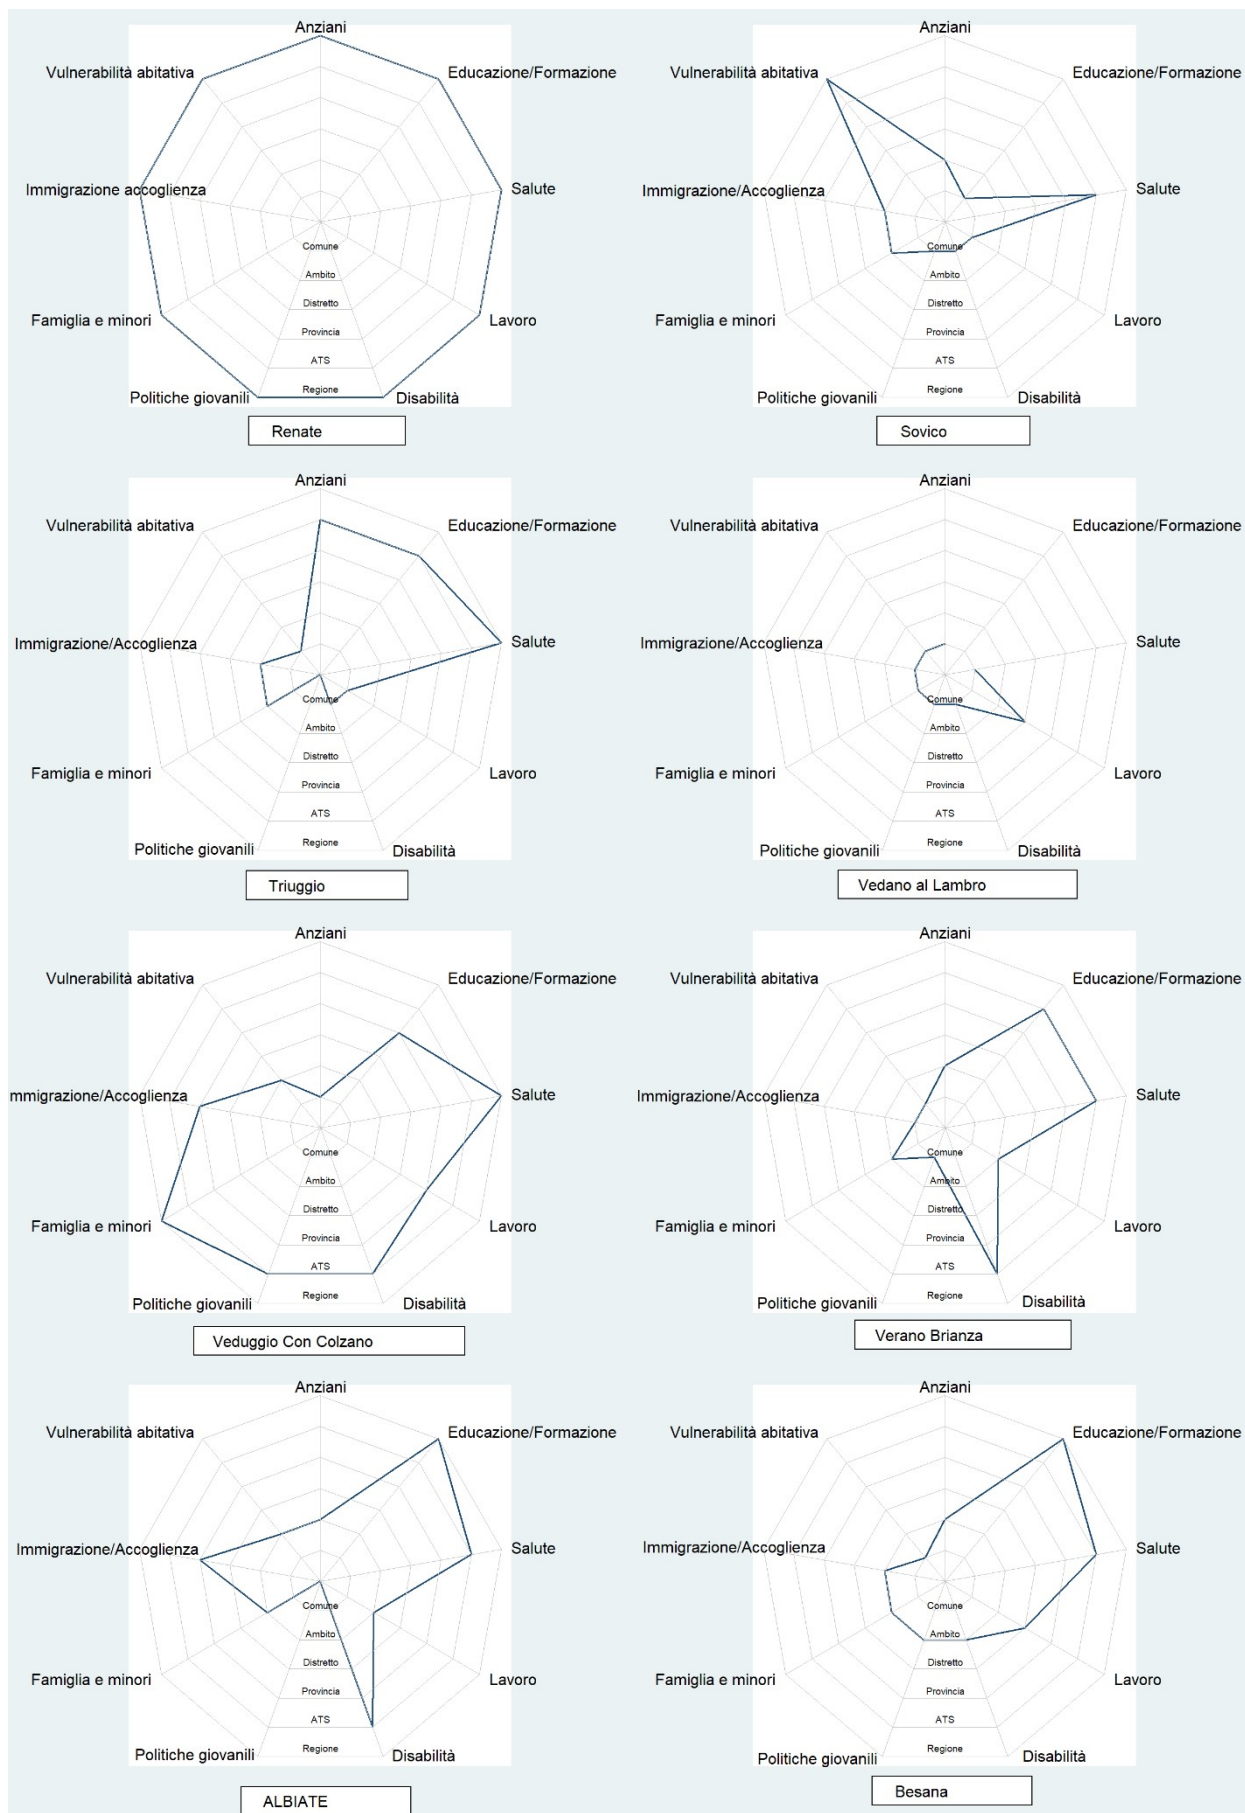 Anziani
Vulnerabilità abitativa
Educazione/Formazione
Immigrazione accoglienza
Salute
Comune
Ambito
Distretto
Famiglia e minori
Lavoro
Provincia
ATS
Regione
Politiche giovanili
Disabilità
Renate
Anziani
Vulnerabilità abitativa
Educazione/Formazione
Immigrazione/Accoglienza
Salute
Comune
Ambito
Distretto
Famiglia e minori
Lavoro
Provincia
ATS
Regione
Politiche giovanili
Disabilità
Sovico
Anziani
Vulnerabilità abitativa
Educazione/Formazione
Immigrazione/Accoglienza
Salute
Comune
Ambito
Distretto
Famiglia e minori
Lavoro
Provincia
ATS
Regione
Politiche giovanili
Disabilità
Triuggio
Anziani
Vulnerabilità abitativa
Educazione/Formazione
Immigrazione/Accoglienza
Salute
Comune
Ambito
Distretto
Famiglia e minori
Lavoro
Provincia
ATS
Regione
Politiche giovanili
Disabilità
Vedano al Lambro
Anziani
Vulnerabilità abitativa
Educazione/Formazione
mmigrazione/Accoglienza
Salute
Comune
Ambito
Distretto
Famiglia e minori
Lavoro
Provincia
ATS
Regione
Politiche giovanili
Disabilità
Veduggio Con Colzano
Anziani
Vulnerabilità abitativa
Educazione/Formazione
Immigrazione/Accoglienza
Salute
Comune
Ambito
Distretto
Famiglia e minori
Lavoro
Provincia
ATS
Regione
Politiche giovanili
Disabilità
Verano Brianza
Anziani
Vulnerabilità abitativa
Educazione/Formazione
Immigrazione/Accoglienza
Salute
Comune
Ambito
Distretto
Famiglia e minori
Lavoro
Provincia
ATS
Regione
Politiche giovanili
Disabilità
ALBIATE
Anziani
Vulnerabilità abitativa
Educazione/Formazione
Immigrazione/Accoglienza
Salute
Comune
Ambito
Distretto
Famiglia e minori
Lavoro
Provincia
ATS
Regione
Politiche giovanili
Disabilità
Besana